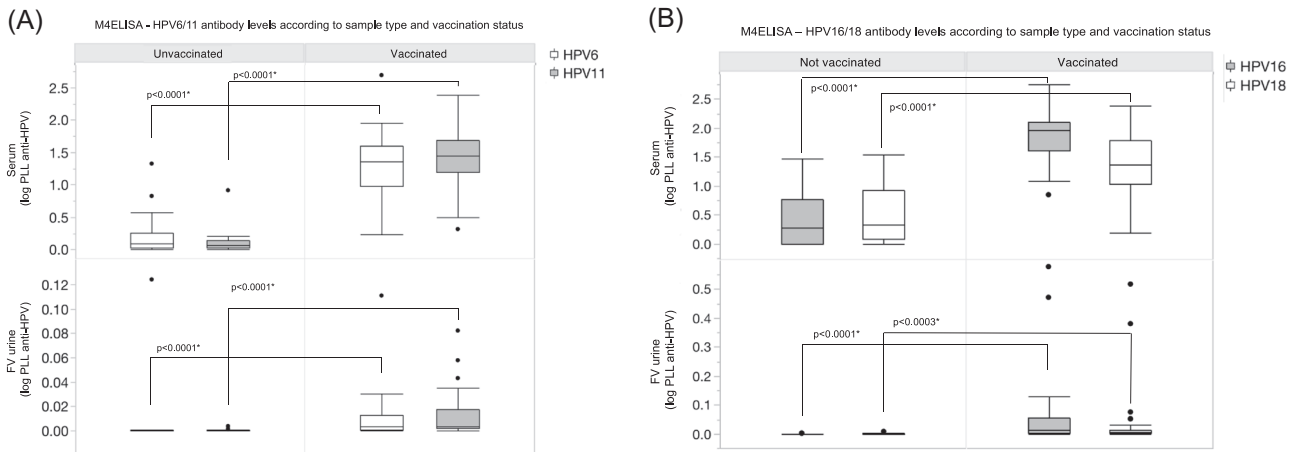 (A)
M4ELISA - HPV6/11 antibody levels according to sample type and vaccination status
Unvaccinated
Vaccinated
HPV6
HPV11
Serum
(log PLL anti-HPV)
2.5
2.0
1.5
1.0
0.5
0.0
p<0.0001*
p<0.0001*
FV urine
(log PLL anti-HPV)
0.12
0.10
0.08
0.06
0.04
0.02
0.00
p<0.0001*
p<0.0001*
(B)
M4ELISA – HPV16/18 antibody levels according to sample type and vaccination status
Not vaccinated
Vaccinated
HPV16
HPV18
Serum
(log PLL anti-HPV)
2.5
2.0
1.5
1.0
0.5
0.0
p<0.0001*
p<0.0001*
FV urine
(log PLL anti-HPV)
0.5
0.4
0.3
0.2
0.1
0.0
p<0.0001*
p<0.0003*